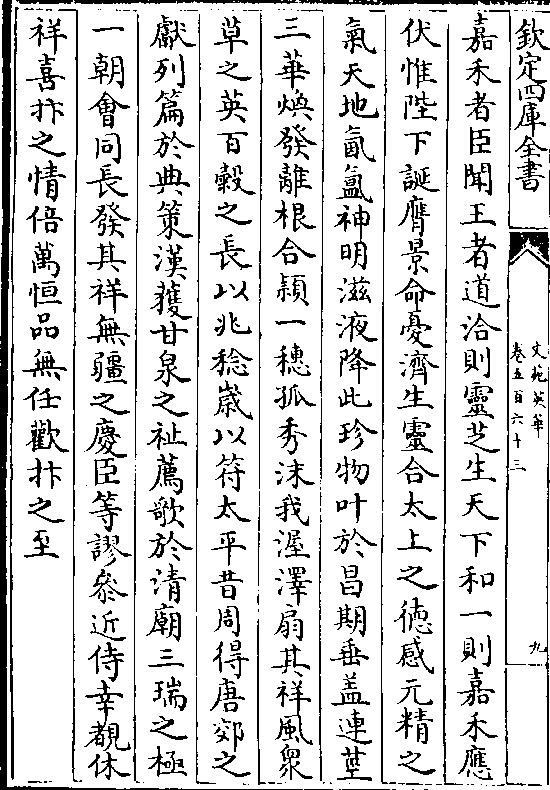 欽定四庫全書
文苑英華
卷五百六十三
九
嘉禾者臣聞王者道洽則靈芝生天下和一則嘉禾應
伏惟陛下誕膺景命憂濟生靈合太上之德感元精之
氣天地氤氲神明滋液降此珍物叶於昌期垂盖連莖
三華煥發離根合穎一穗孤秀沫我渥澤扇其祥風衆
草之英百榖之長以兆稔嵗以符太平昔周得唐郊之
獻列篇於典策漢獲甘泉之祉薦歌於清廟三瑞之極
一朝會同長發其祥無疆之慶臣等謬叅近侍幸覩休
祥喜抃之情倍萬恒品無任歡抃之至